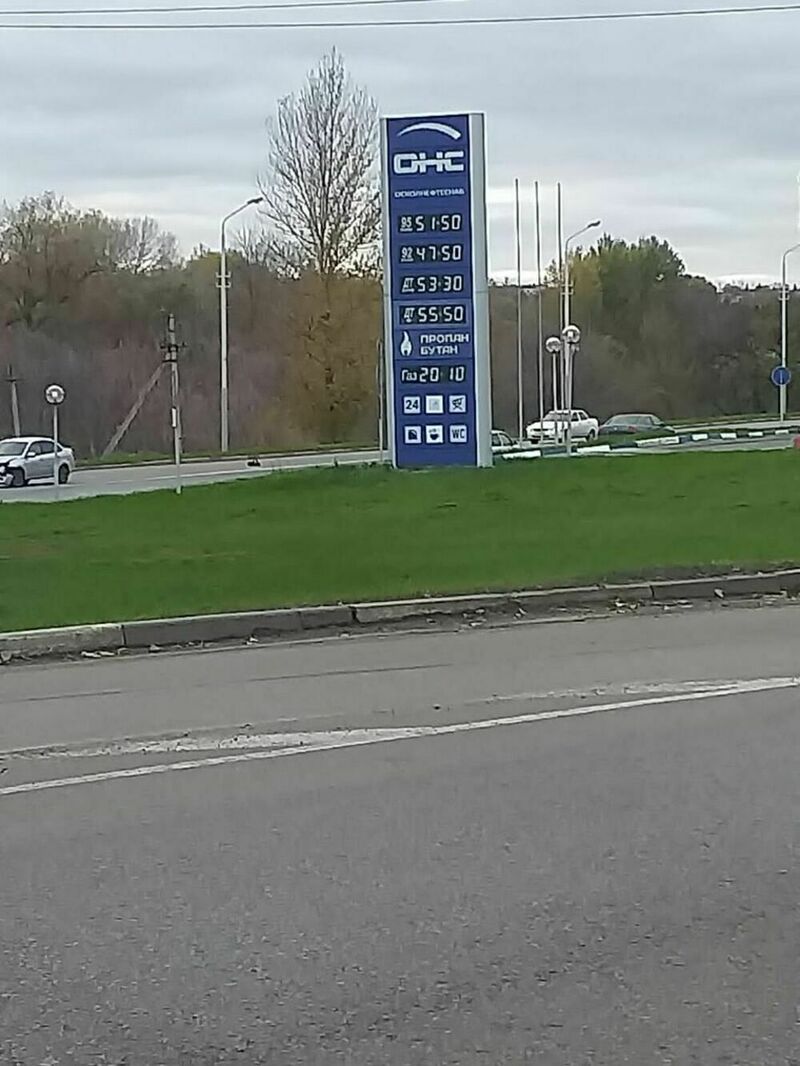 ОНС
ОСКОЛНЕФТЕСНАБ
95 51·50
92 47·50
ДТ 53·30
ДТ 55·50
ПРОПАН
БУТАН
Газ 20·10
24
WC